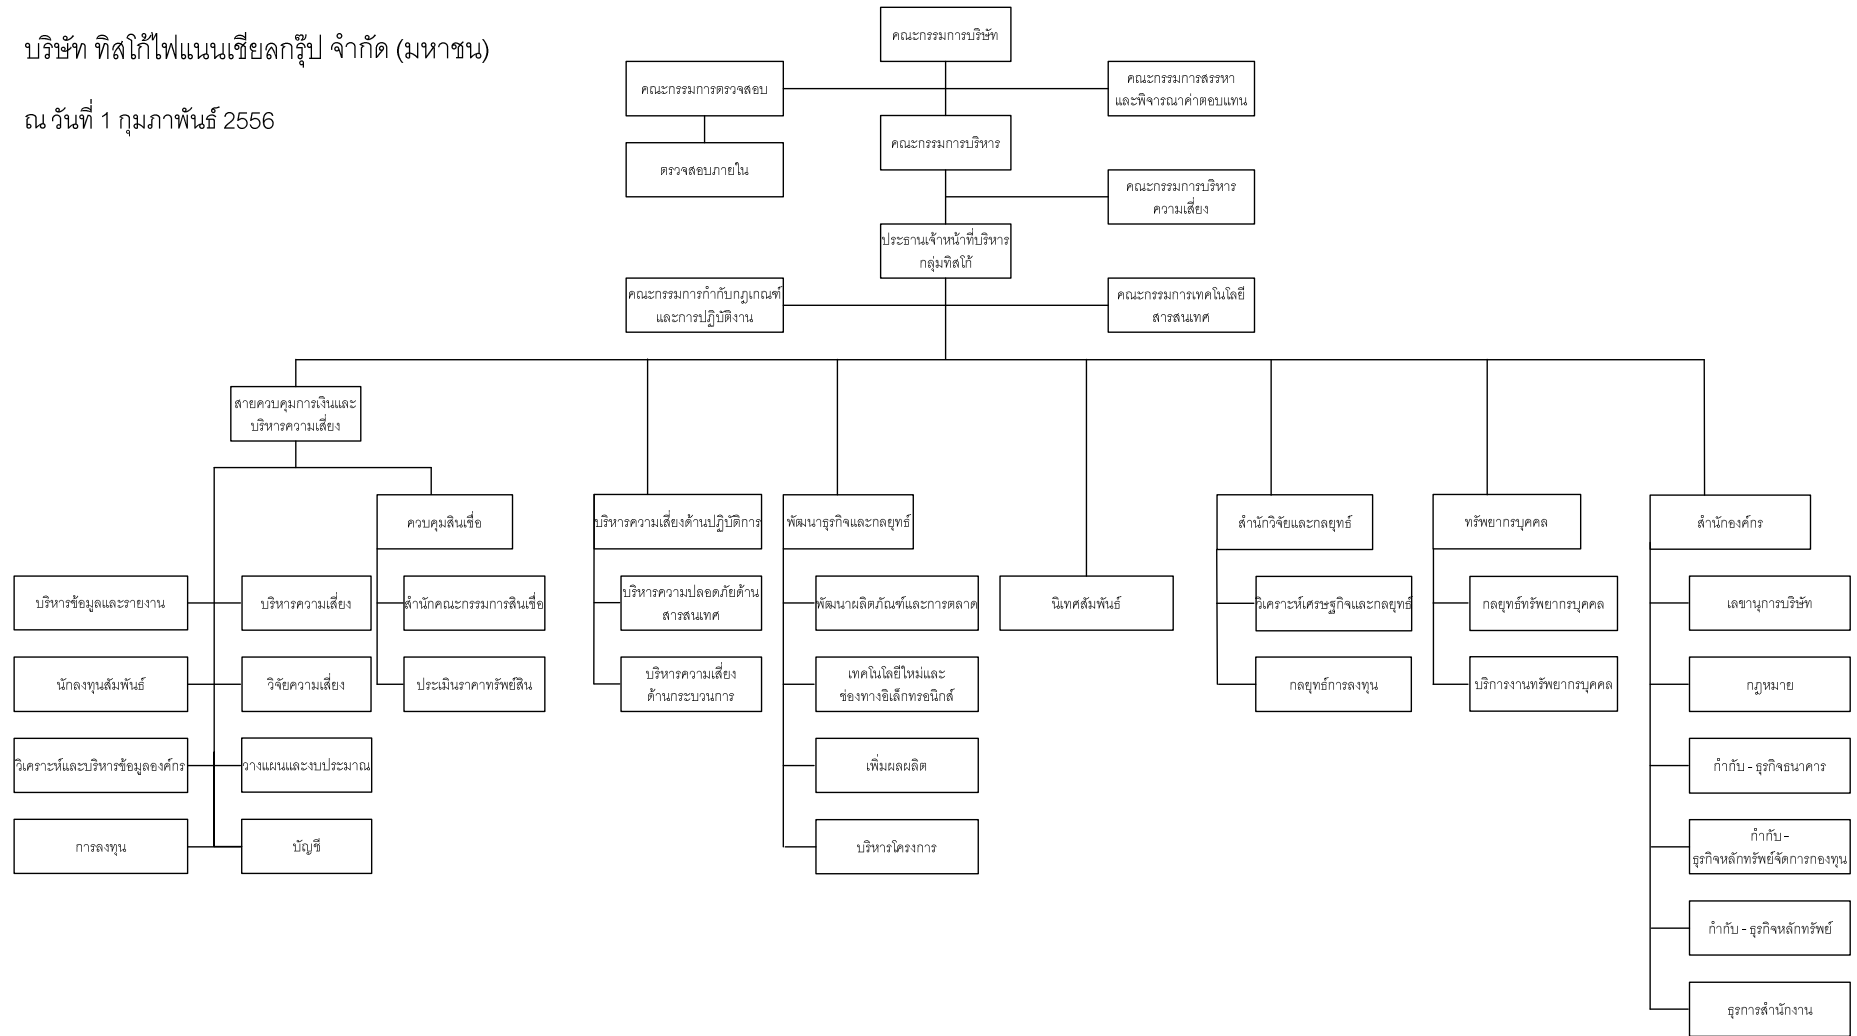 บริษัท ทิสโก้ไฟแนนเชียลกรุ๊ป จำกัด (มหาชน)
ณ วันที่ 1 กุมภาพันธ์ 2556
คณะกรรมการบริษัท
คณะกรรมการตรวจสอบ
คณะกรรมการสรรหา
และพิจารณาค่าตอบแทน
คณะกรรมการบริหาร
ตรวจสอบภายใน
คณะกรรมการบริหาร
ความเสี่ยง
ประธานเจ้าหน้าที่บริหาร
กลุ่มทิสโก้
คณะกรรมการกำกับกฎเกณฑ์
และการปฏิบัติงาน
คณะกรรมการเทคโนโลยี
สารสนเทศ
สายควบคุมการเงินและ
บริหารความเสี่ยง
ควบคุมสินเชื่อ
บริหารความเสี่ยงด้านปฏิบัติการ
พัฒนาธุรกิจและกลยุทธ์
สำนักวิจัยและกลยุทธ์
ทรัพยากรบุคคล
สำนักองค์กร
บริหารข้อมูลและรายงาน
บริหารความเสี่ยง
สำนักคณะกรรมการสินเชื่อ
บริหารความปลอดภัยด้าน
สารสนเทศ
พัฒนาผลิตภัณฑ์และการตลาด
นิเทศสัมพันธ์
วิเคราะห์เศรษฐกิจและกลยุทธ์
กลยุทธ์ทรัพยากรบุคคล
เลขานุการบริษัท
นักลงทุนสัมพันธ์
วิจัยความเสี่ยง
ประเมินราคาทรัพย์สิน
บริหารความเสี่ยง
ด้านกระบวนการ
เทคโนโลยีใหม่และ
ช่องทางอิเล็กทรอนิกส์
กลยุทธ์การลงทุน
บริการงานทรัพยากรบุคคล
กฎหมาย
วิเคราะห์และบริหารข้อมูลองค์กร
วางแผนและงบประมาณ
เพิ่มผลผลิต
กำกับ - ธุรกิจธนาคาร
การลงทุน
บัญชี
บริหารโครงการ
กำกับ -
ธุรกิจหลักทรัพย์จัดการกองทุน
กำกับ - ธุรกิจหลักทรัพย์
ธุรการสำนักงาน